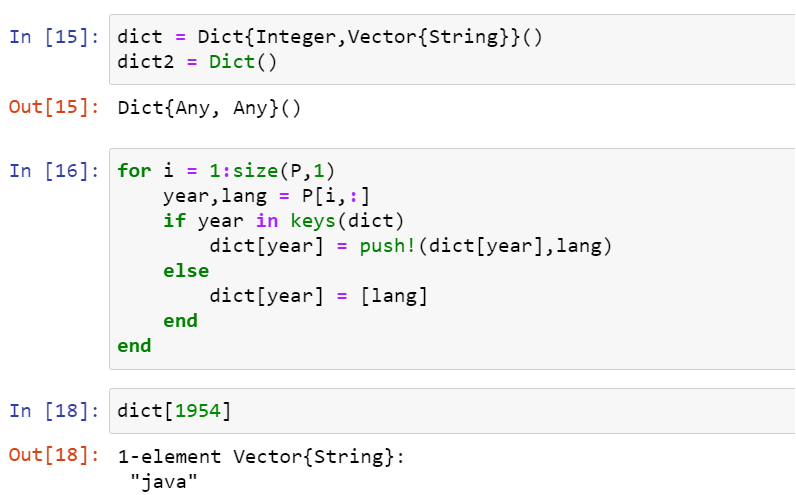 In [15]: dict = Dict{Integer,Vector{String}}()
dict2 = Dict()
Out[15]: Dict{Any, Any}()
In [16]: for i = 1:size(P,1)
year,lang = P[i,:]
if year in keys(dict)
dict[year] = push!(dict[year],lang)
else
dict[year] = [lang]
end
end
In [18]: dict[1954]
Out[18]: 1-element Vector{String}:
"java"